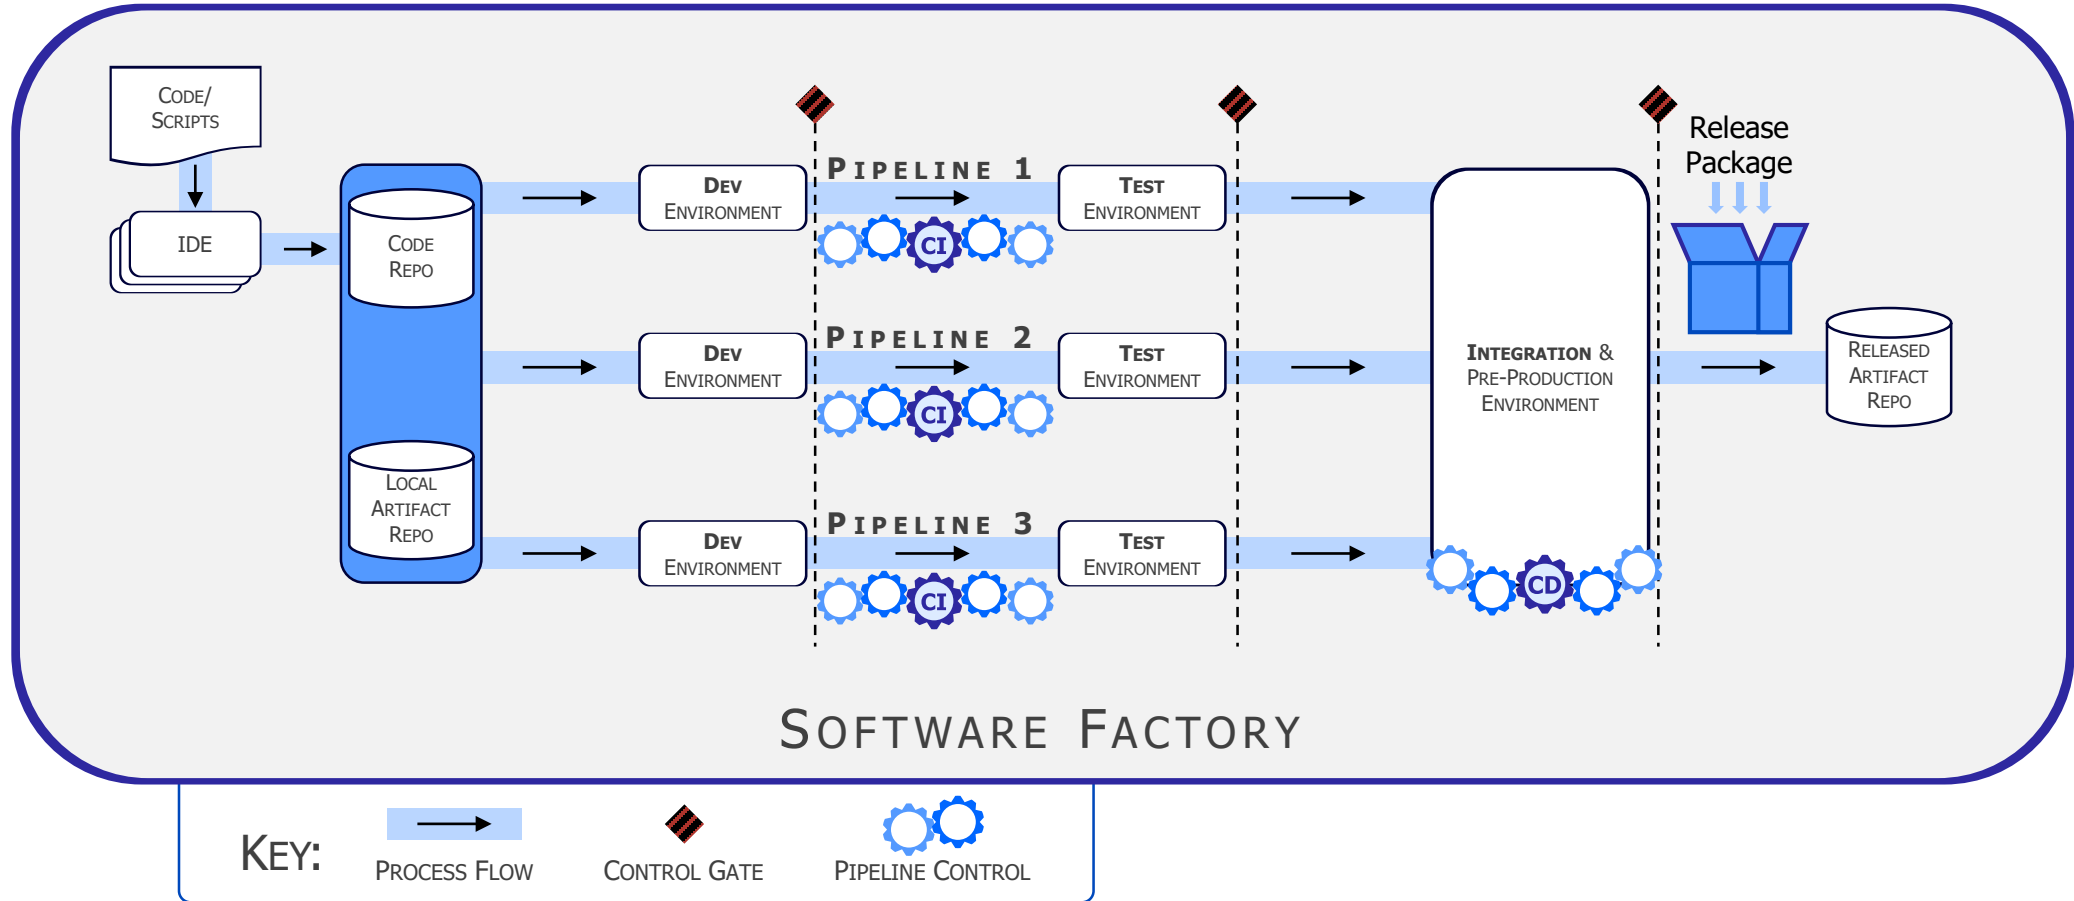 CODE/
SCRIPTS
IDE
CODE
REPO
LOCAL
ARTIFACT
REPO
DEV
ENVIRONMENT
PIPELINE 1
CI
TEST
ENVIRONMENT
DEV
ENVIRONMENT
PIPELINE 2
CI
TEST
ENVIRONMENT
DEV
ENVIRONMENT
PIPELINE 3
CI
TEST
ENVIRONMENT
INTEGRATION &
PRE-PRODUCTION
ENVIRONMENT
CD
Release
Package
RELEASED
ARTIFACT
REPO
SOFTWARE FACTORY
KEY:
PROCESS FLOW
CONTROL GATE
PIPELINE CONTROL